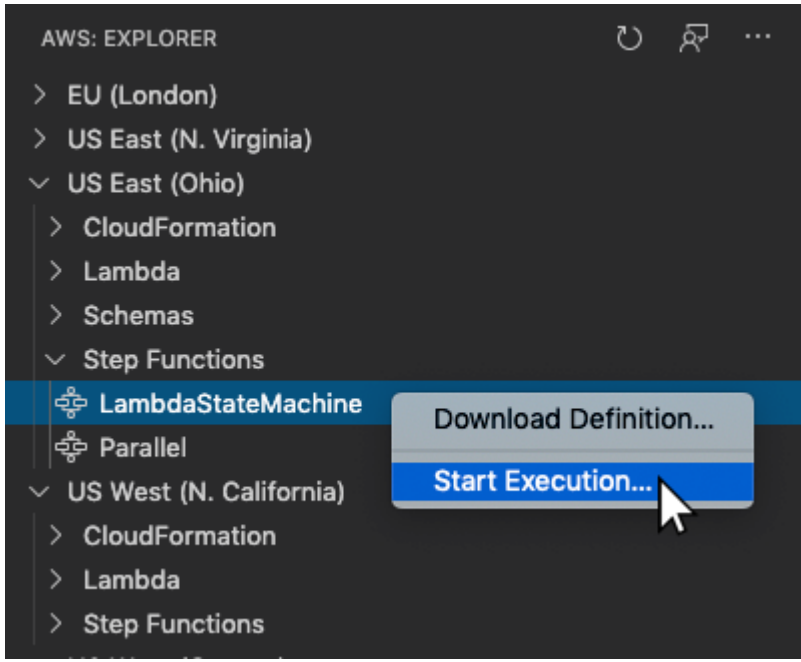 AWS: EXPLORER
EU (London)
US East (N. Virginia)
US East (Ohio)
CloudFormation
Lambda
Schemas
Step Functions
LambdaStateMachine
Download Definition...
Parallel
Start Execution...
US West (N. California)
CloudFormation
Lambda
Step Functions